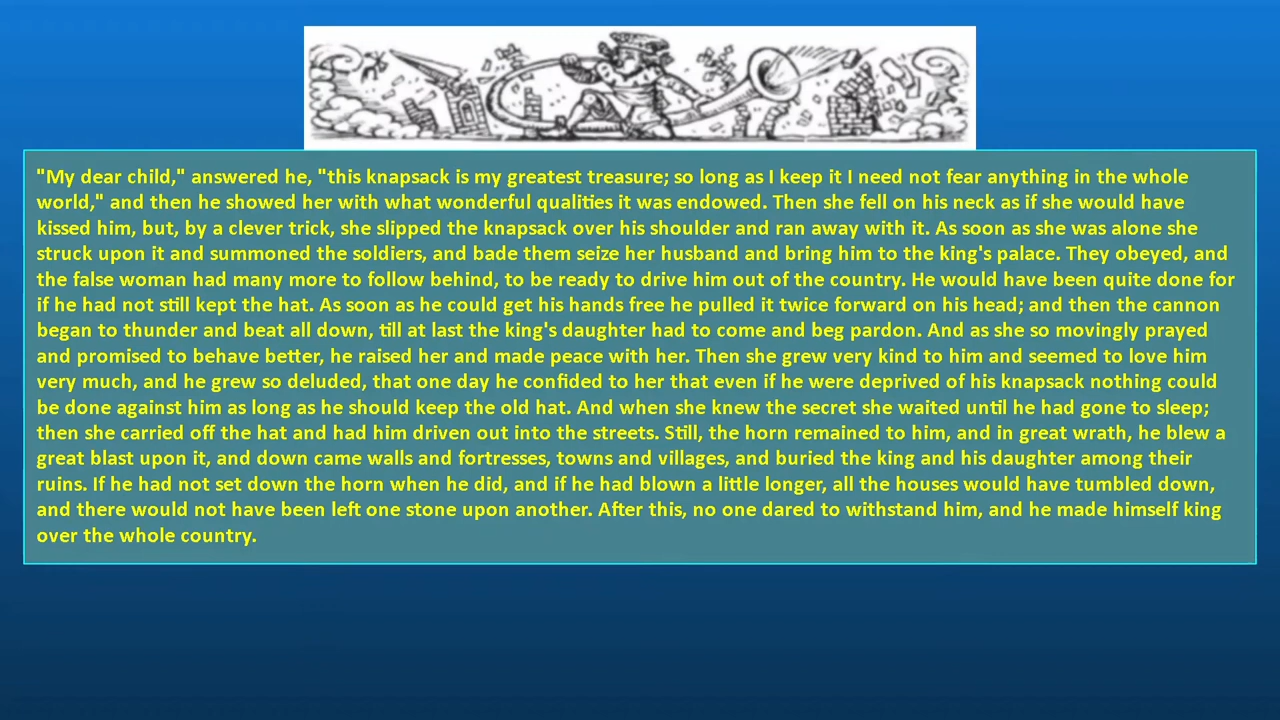 "My dear child," answered he, "this knapsack is my greatest treasure; so long as I keep it I need not fear anything in the whole
world," and then he showed her with what wonderful qualities it was endowed. Then she fell on his neck as if she would have
kissed him, but, by a clever trick, she slipped the knapsack over his shoulder and ran away with it. As soon as she was alone she
struck upon it and summoned the soldiers, and bade them seize her husband and bring him to the king's palace. They obeyed, and
the false woman had many more to follow behind, to be ready to drive him out of the country. He would have been quite done for
if he had not still kept the hat. As soon as he could get his hands free he pulled it twice forward on his head; and then the cannon
began to thunder and beat all down, till at last the king's daughter had to come and beg pardon. And as she so movingly prayed
and promised to behave better, he raised her and made peace with her. Then she grew very kind to him and seemed to love him
very much, and he grew so deluded, that one day he confided to her that even if he were deprived of his knapsack nothing could
be done against him as long as he should keep the old hat. And when she knew the secret she waited until he had gone to sleep;
then she carried off the hat and had him driven out into the streets. Still, the horn remained to him, and in great wrath, he blew a
great blast upon it, and down came walls and fortresses, towns and villages, and buried the king and his daughter among their
ruins. If he had not set down the horn when he did, and if he had blown a little longer, all the houses would have tumbled down,
and there would not have been left one stone upon another. After this, no one dared to withstand him, and he made himself king
over the whole country.